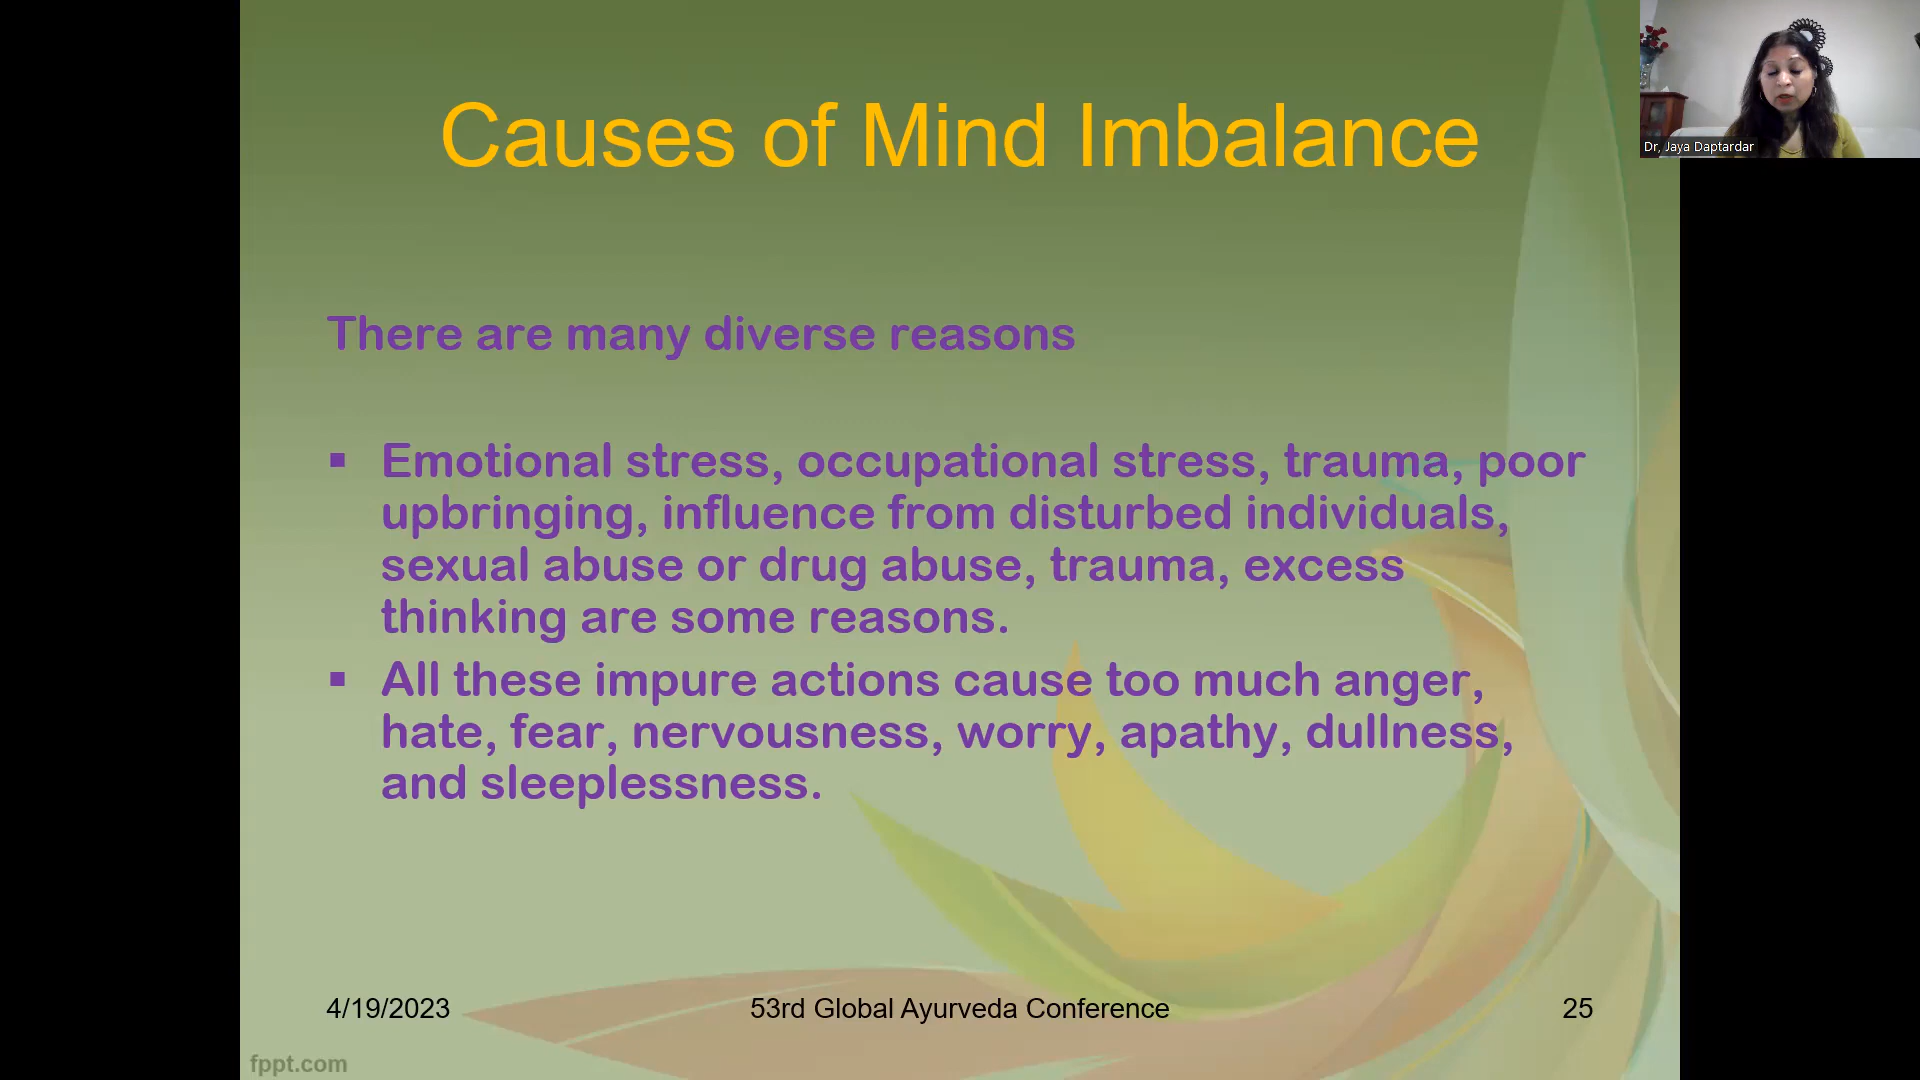 Causes of Mind Imbalance
Dr, Jaya Daptardar
There are many diverse reasons
▪ Emotional stress, occupational stress, trauma, poor
upbringing, influence from disturbed individuals,
sexual abuse or drug abuse, trauma, excess
thinking are some reasons.
▪ All these impure actions cause too much anger,
hate, fear, nervousness, worry, apathy, dullness,
and sleeplessness.
4/19/2023 53rd Global Ayurveda Conference 25
fppt.com